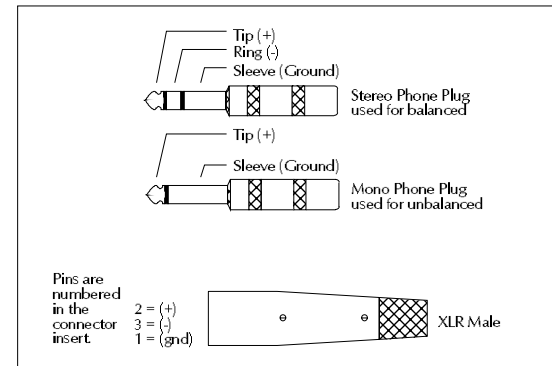 Tip (+)
Ring (-)
Sleeve (Ground)
Stereo Phone Plug
used for balanced
Tip (+)
Sleeve (Ground)
Mono Phone Plug
used for unbalanced
Pins are
numbered
in the
connector
insert.
2 = (+)
3 = (-)
1 = (gnd)
XLR Male